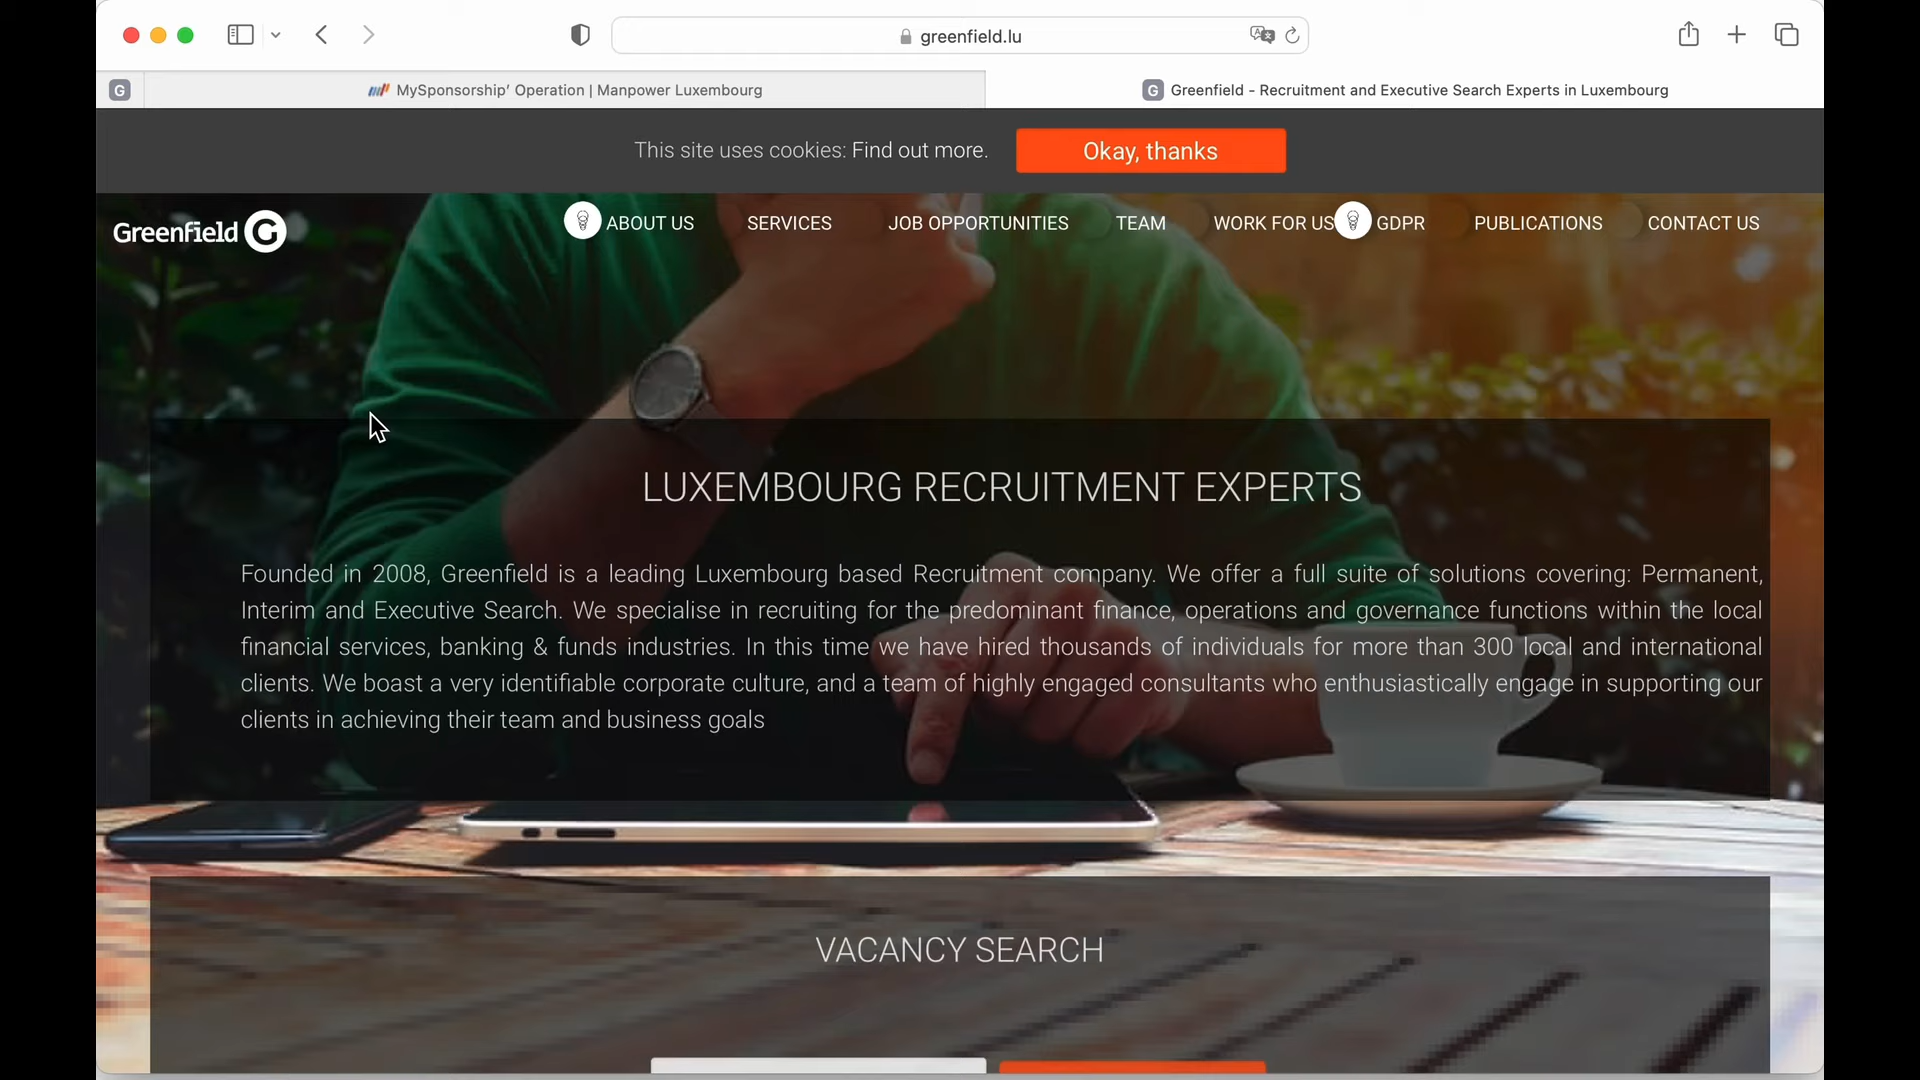 greenfield.lu
G
MySponsorship' Operation | Manpower Luxembourg
G Greenfield - Recruitment and Executive Search Experts in Luxembourg
This site uses cookies: Find out more.
Okay, thanks
Greenfield G
ABOUT US SERVICES JOB OPPORTUNITIES TEAM WORK FOR US GDPR PUBLICATIONS CONTACT US
LUXEMBOURG RECRUITMENT EXPERTS
Founded in 2008, Greenfield is a leading Luxembourg based Recruitment company. We offer a full suite of solutions covering: Permanent,
Interim and Executive Search. We specialise in recruiting for the predominant finance, operations and governance functions within the local
financial services, banking & funds industries. In this time we have hired thousands of individuals for more than 300 local and international
clients. We boast a very identifiable corporate culture, and a team of highly engaged consultants who enthusiastically engage in supporting our
clients in achieving their team and business goals
VACANCY SEARCH